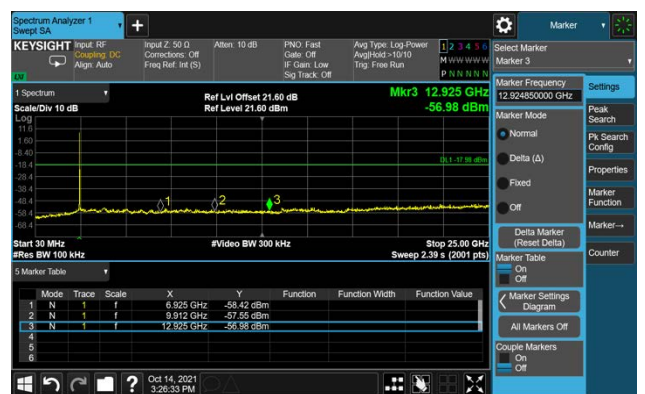 Spectrum Analyzer 1
Swept SA
Marker
KEYSIGHT
Input: RF
Coupling: DC
Align: Auto
Input Z: 50 Ω
Corrections: Off
Freq Ref: Int (S)
Atten: 10 dB
PNO: Fast
Gate: Off
IF Gain: Low
Sig Track: Off
Avg Type: Log-Power
Avg|Hold:>10/10
Trig: Free Run
1 2 3 4 5 6
M W W W W W
P N N N N N
Select Marker
Marker 3
1 Spectrum
Scale/Div 10 dB
Ref Lvl Offset 21.60 dB
Ref Level 21.60 dBm
Mkr3 12.925 GHz
-56.98 dBm
Log
11.6
1.60
-8.40
-18.4
-28.4
-38.4
-48.4
-58.4
-68.4
DL1 -17.98 dBm
1
2
3
Start 30 MHz
#Res BW 100 kHz
#Video BW 300 kHz
Stop 25.00 GHz
Sweep 2.39 s (2001 pts)
5 Marker Table
Mode Trace Scale X Y Function Function Width Function Value
1 N 1 f 6.925 GHz -58.42 dBm
2 N 1 f 9.912 GHz -57.55 dBm
3 N 1 f 12.925 GHz -56.98 dBm
4
5
6
Marker Frequency
12.924850000 GHz
Marker Mode
Normal
Delta (Δ)
Fixed
Off
Delta Marker
(Reset Delta)
Marker Table
On
Off
Marker Settings
Diagram
All Markers Off
Couple Markers
On
Off
Settings
Peak
Search
Pk Search
Config
Properties
Marker
Function
Marker→
Counter
?
Oct 14, 2021
3:26:33 PM